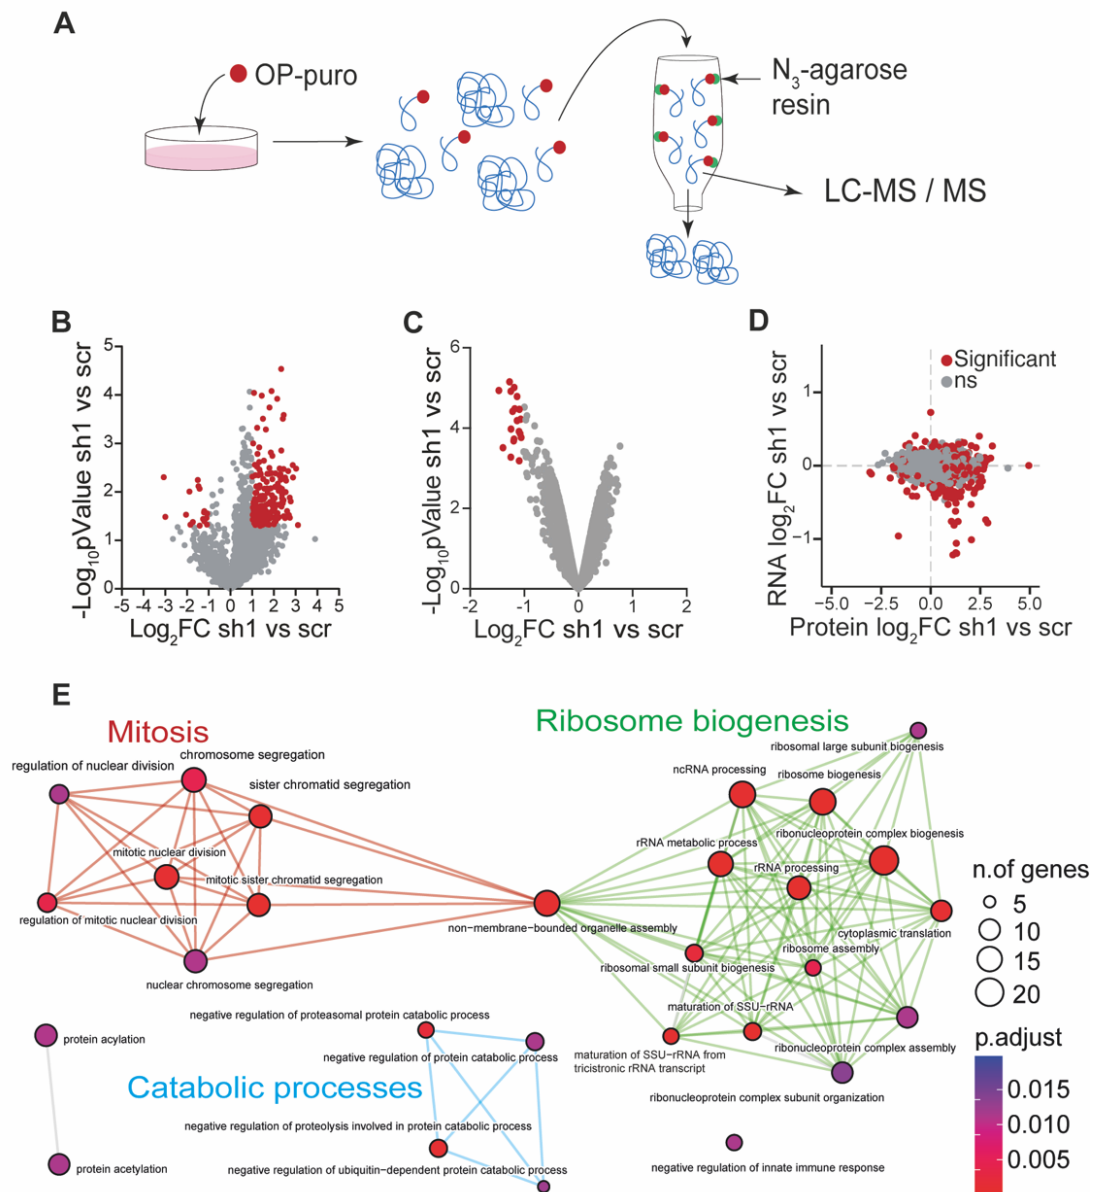 A
OP-puro
N3-agarose
resin
LC-MS / MS
B
-Log10pValue sh1 vs scr
5
4
3
2
1
0
-5 -4 -3 -2 -1 0 1 2 3 4 5
Log2FC sh1 vs scr
C
-Log10pValue sh1 vs scr
6
4
2
0
-2 -1 0 1 2
Log2FC sh1 vs scr
D
RNA log2FC sh1 vs scr
1
0
−1
Significant
ns
−5.0 −2.5 0.0 2.5 5.0
Protein log2FC sh1 vs scr
E
Mitosis
chromosome segregation
regulation of nuclear division
sister chromatid segregation
mitotic nuclear division
mitotic sister chromatid segregation
regulation of mitotic nuclear division
nuclear chromosome segregation
Ribosome biogenesis
ribosomal large subunit biogenesis
ncRNA processing
ribosome biogenesis
ribonucleoprotein complex biogenesis
rRNA metabolic process
rRNA processing
non−membrane−bounded organelle assembly
cytoplasmic translation
ribosome assembly
ribosomal small subunit biogenesis
maturation of SSU−rRNA
maturation of SSU−rRNA from
tricistronic rRNA transcript
ribonucleoprotein complex assembly
ribonucleoprotein complex subunit organization
negative regulation of innate immune response
protein acylation
protein acetylation
negative regulation of proteasomal protein catabolic process
negative regulation of protein catabolic process
Catabolic processes
negative regulation of proteolysis involved in protein catabolic process
negative regulation of ubiquitin−dependent protein catabolic process
n.of genes
5
10
15
20
p.adjust
0.015
0.010
0.005